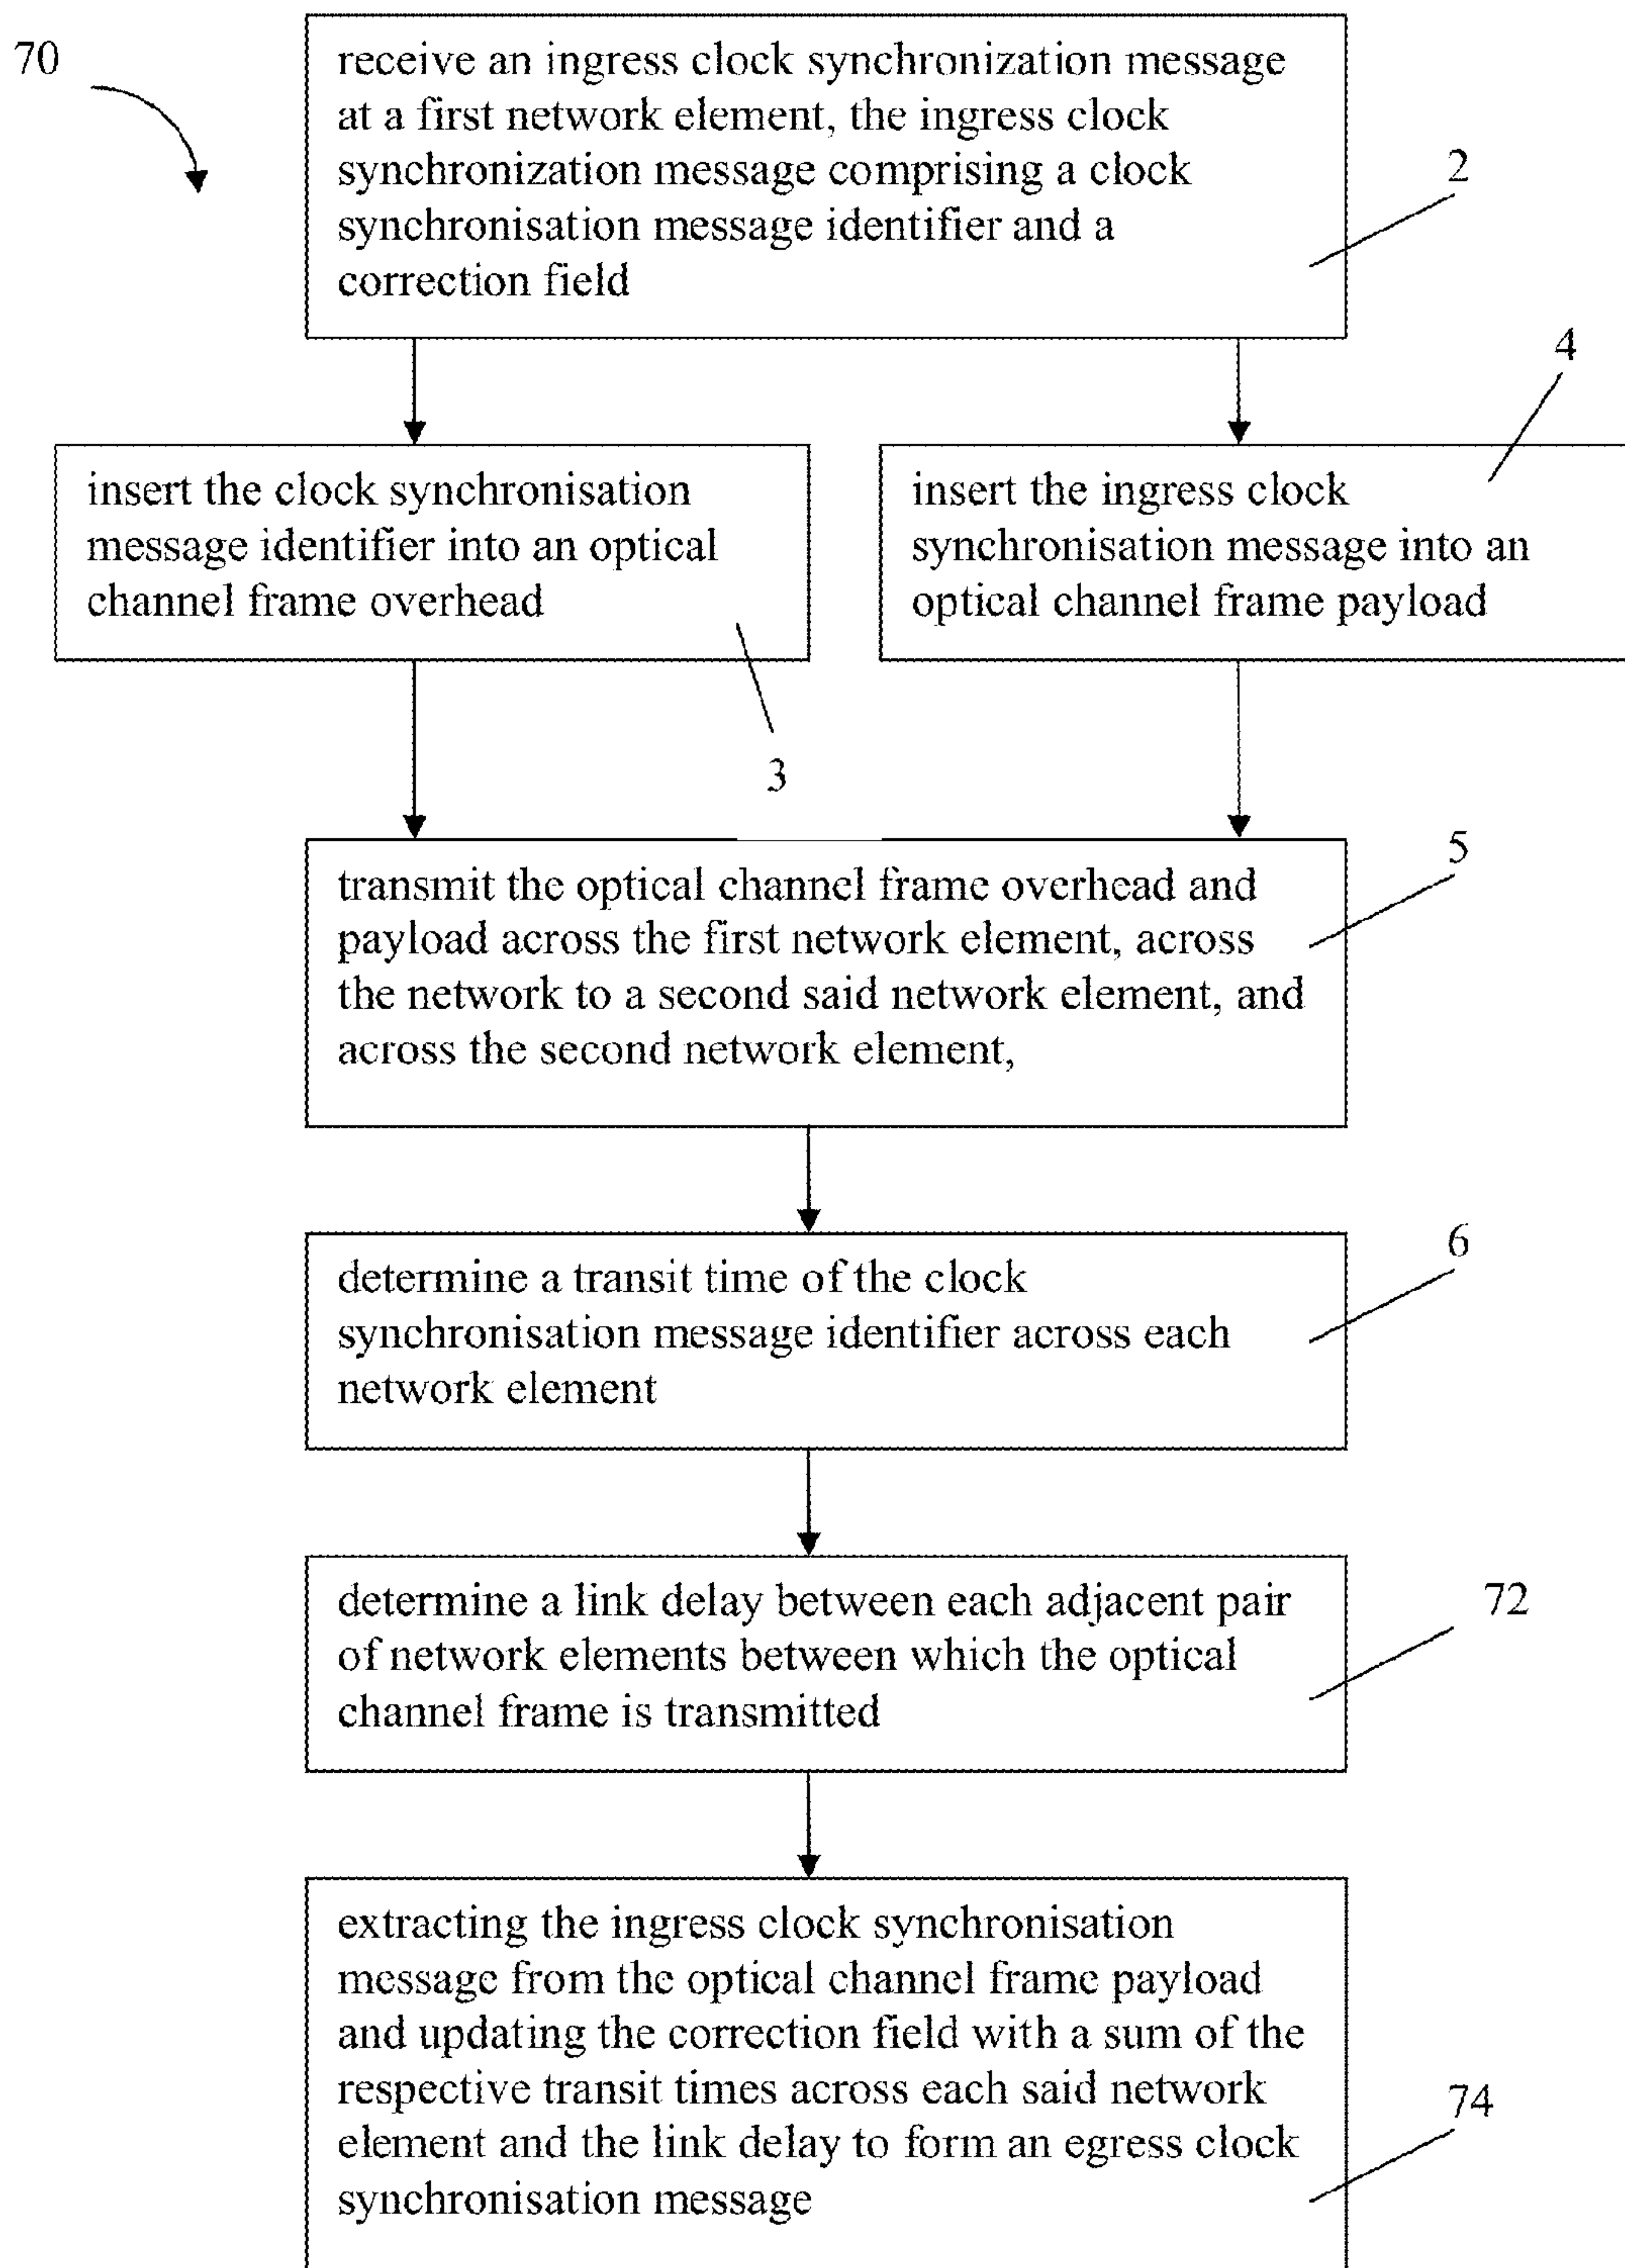 70
receive an ingress clock synchronization message
at a first network element, the ingress clock
synchronization message comprising a clock
synchronisation message identifier and a
correction field
2
4
insert the clock synchronisation
message identifier into an optical
channel frame overhead
3
insert the ingress clock
synchronisation message into an
optical channel frame payload
transmit the optical channel frame overhead and
payload across the first network element, across
the network to a second said network element, and
across the second network element,
5
determine a transit time of the clock
synchronisation message identifier across each
network element
6
determine a link delay between each adjacent pair
of network elements between which the optical
channel frame is transmitted
72
extracting the ingress clock synchronisation
message from the optical channel frame payload
and updating the correction field with a sum of the
respective transit times across each said network
element and the link delay to form an egress clock
synchronisation message
74